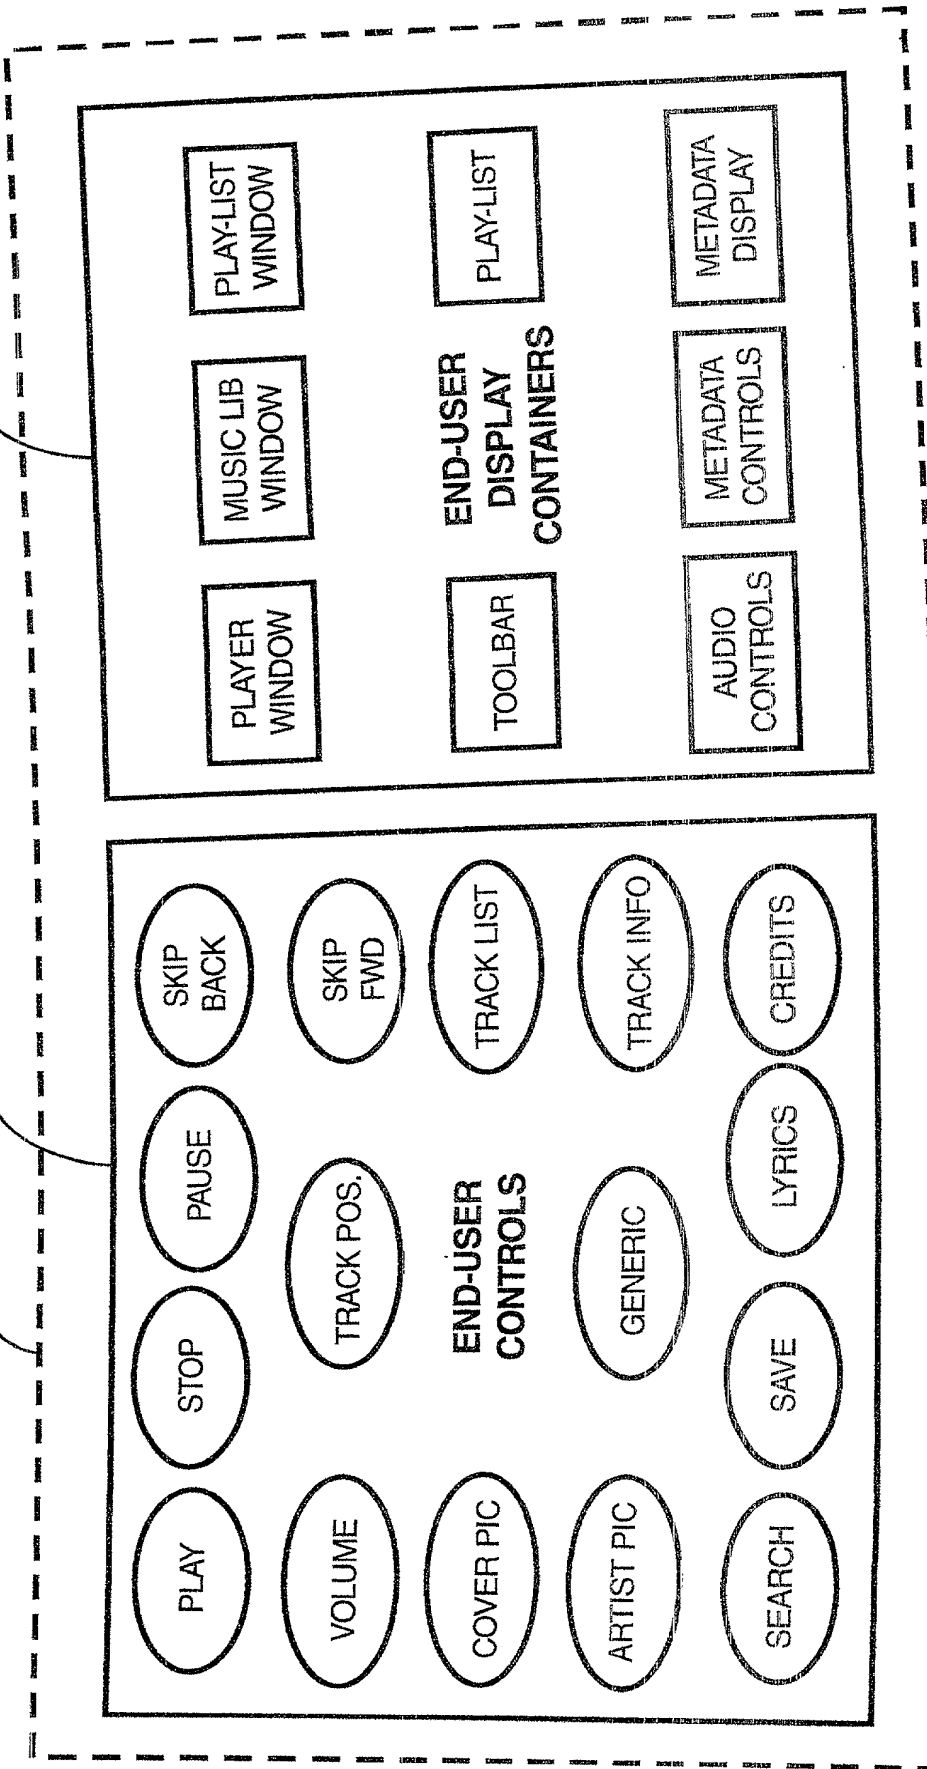 PLAY
STOP
PAUSE
SKIP
BACK
VOLUME
TRACK POS.
SKIP
FWD
COVER PIC
END-USER
CONTROLS
TRACK LIST
ARTIST PIC
GENERIC
TRACK INFO
SEARCH
SAVE
LYRICS
CREDITS
PLAYER
WINDOW
MUSIC LIB
WINDOW
PLAY-LIST
WINDOW
TOOLBAR
END-USER
DISPLAY
CONTAINERS
PLAY-LIST
AUDIO
CONTROLS
METADATA
CONTROLS
METADATA
DISPLAY